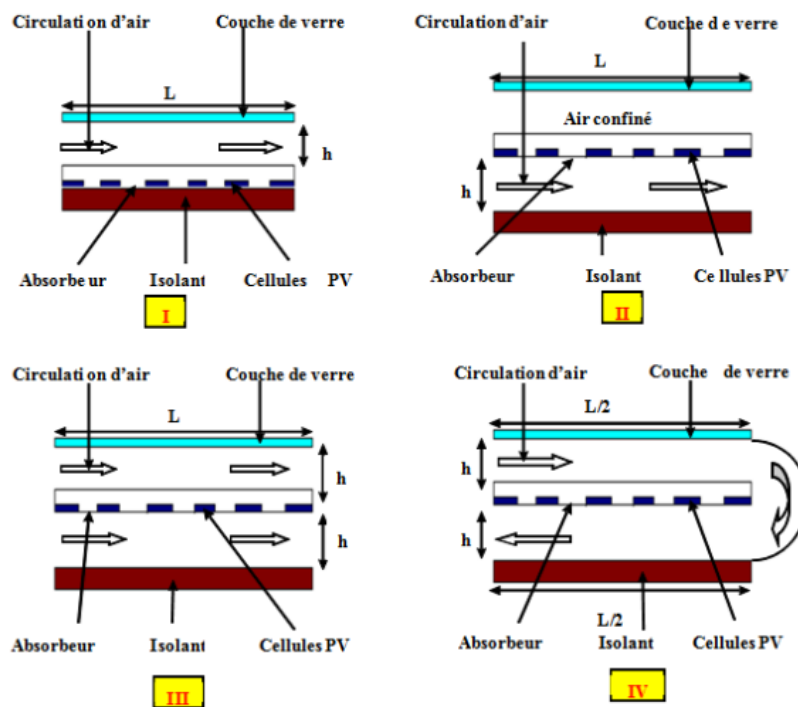 Circulation d'air
Couche de verre
L
h
Absorbeur
Isolant
Cellules PV
I
Circulation d'air
Couche d e verre
L
Air confiné
h
Absorbeur
Isolant
Ce llules PV
II
Circulation d'air
Couche de verre
L
h
h
Absorbeur
Isolant
Cellules PV
III
Circulation d'air
Couche de verre
L/2
h
h
L/2
Absorbeur
Isolant
Cellules PV
IV